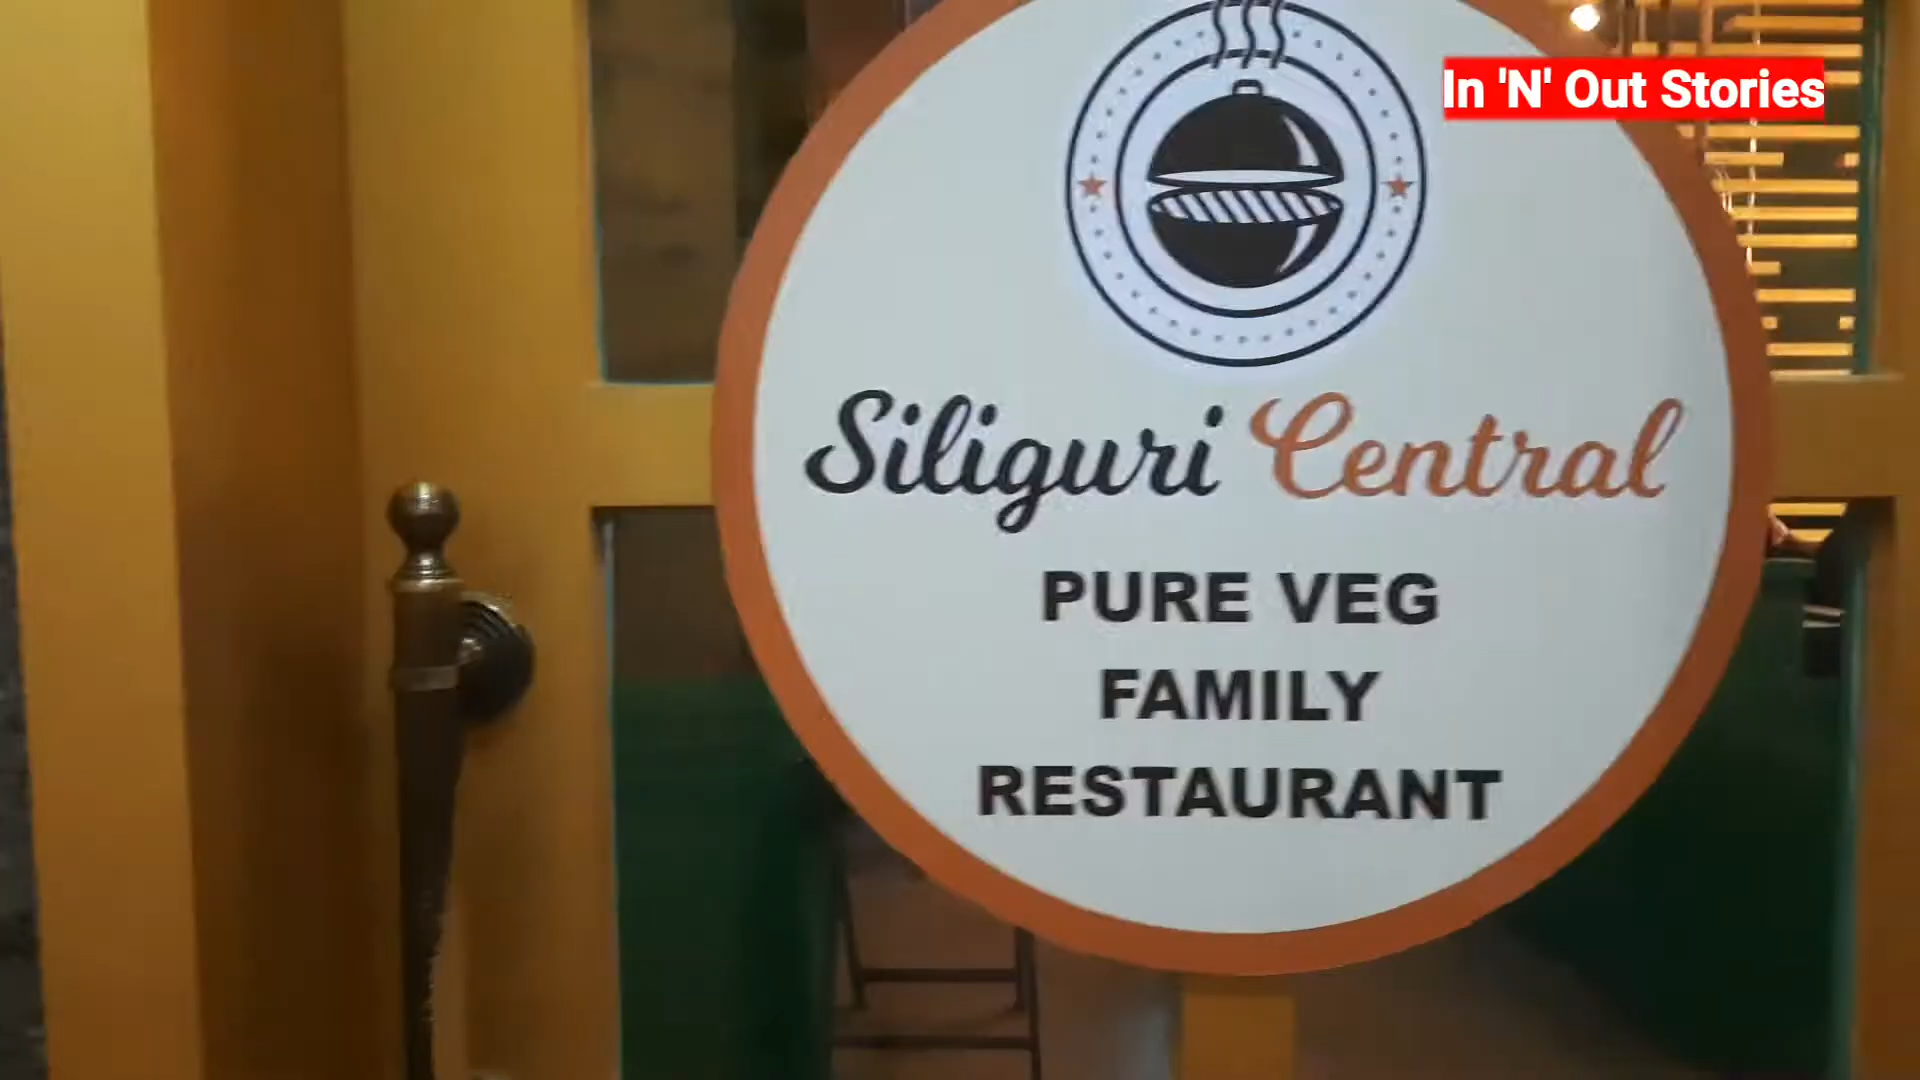 In 'N' Out Stories
Siliguri Central
PURE VEG
FAMILY
RESTAURANT